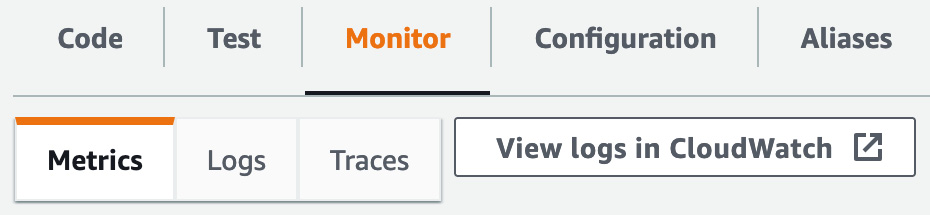 Code Test Monitor Configuration Aliases
Metrics Logs Traces View logs in CloudWatch